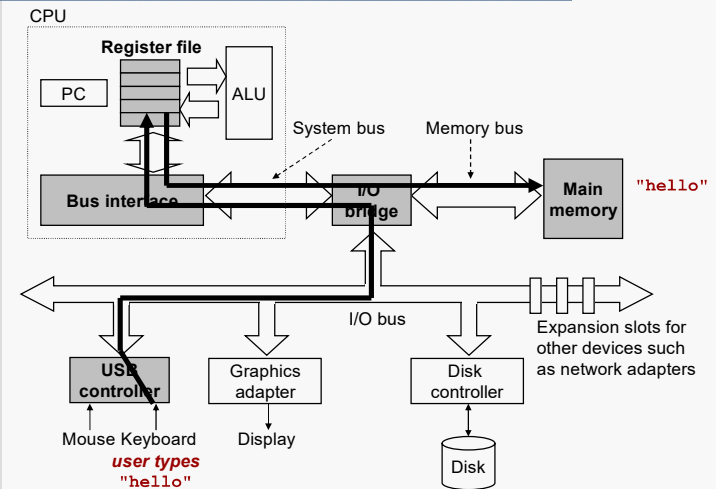 CPU
Register file
PC
ALU
System bus
Memory bus
Bus interface
I/O
bridge
Main
memory
"hello"
I/O bus
Expansion slots for
other devices such
as network adapters
USB
controller
Graphics
adapter
Disk
controller
Mouse Keyboard
Display
user types
"hello"
Disk